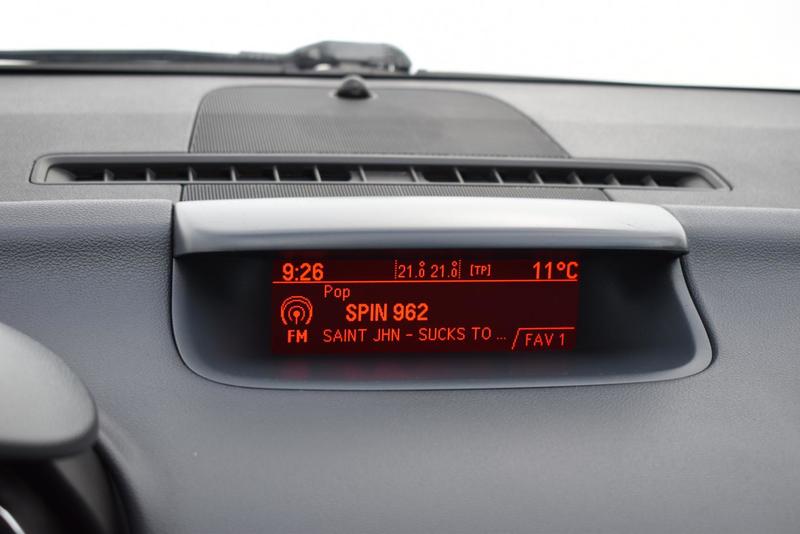 9:26 21.0 21.0 [TP] 11°C
Pop
SPIN 962
FM SAINT JHN - SUCKS TO ... FAV 1